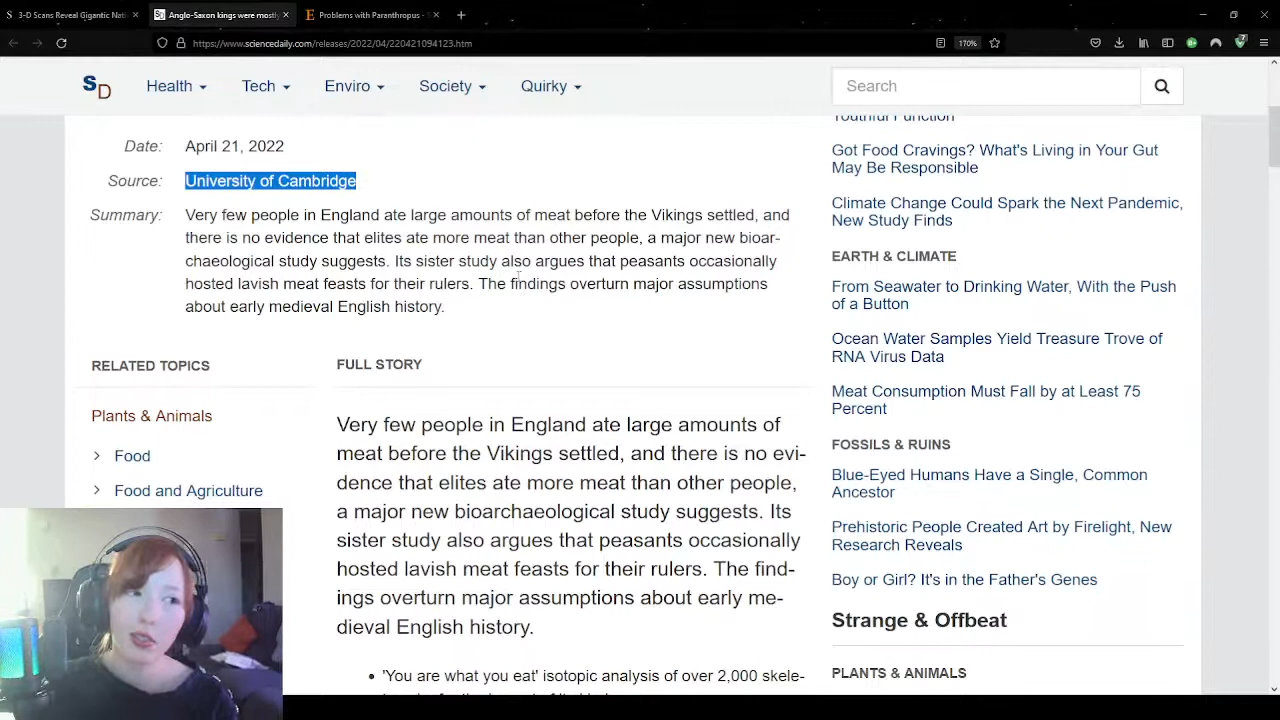 3-D Scans Reveal Gigantic Nati
Anglo-Saxon kings were mostly
Problems with Paranthropus -
https://www.sciencedaily.com/releases/2022/04/220421094123.htm
170%
SD
Health
Tech
Enviro
Society
Quirky
Search
Date: April 21, 2022
Source: University of Cambridge
Summary: Very few people in England ate large amounts of meat before the Vikings settled, and
there is no evidence that elites ate more meat than other people, a major new bioar-
chaeological study suggests. Its sister study also argues that peasants occasionally
hosted lavish meat feasts for their rulers. The findings overturn major assumptions
about early medieval English history.
RELATED TOPICS
Plants & Animals
Food
Food and Agriculture
FULL STORY
Very few people in England ate large amounts of
meat before the Vikings settled, and there is no evi-
dence that elites ate more meat than other people,
a major new bioarchaeological study suggests. Its
sister study also argues that peasants occasionally
hosted lavish meat feasts for their rulers. The find-
ings overturn major assumptions about early me-
dieval English history.
'You are what you eat' isotopic analysis of over 2,000 skele-
Youthful Function
Got Food Cravings? What's Living in Your Gut
May Be Responsible
Climate Change Could Spark the Next Pandemic,
New Study Finds
EARTH & CLIMATE
From Seawater to Drinking Water, With the Push
of a Button
Ocean Water Samples Yield Treasure Trove of
RNA Virus Data
Meat Consumption Must Fall by at Least 75
Percent
FOSSILS & RUINS
Blue-Eyed Humans Have a Single, Common
Ancestor
Prehistoric People Created Art by Firelight, New
Research Reveals
Boy or Girl? It's in the Father's Genes
Strange & Offbeat
PLANTS & ANIMALS